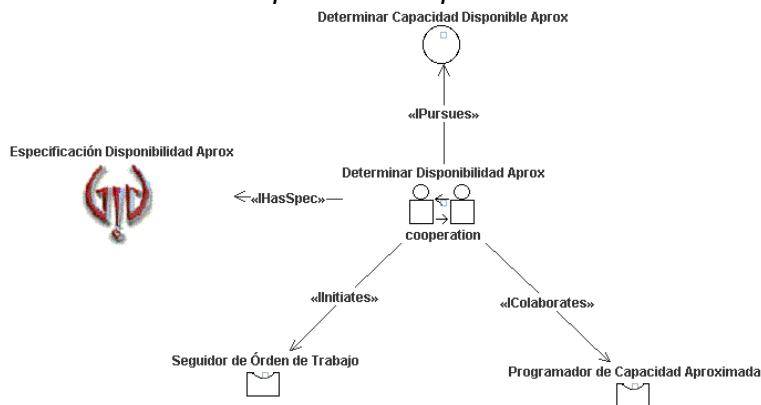 Determinar Capacidad Disponible Aprox
«IPursues»
Especificación Disponibilidad Aprox
Determinar Disponibilidad Aprox
«IHasSpec»
cooperation
«IInitiates»
«IColaborates»
Seguidor de Órden de Trabajo
Programador de Capacidad Aproximada